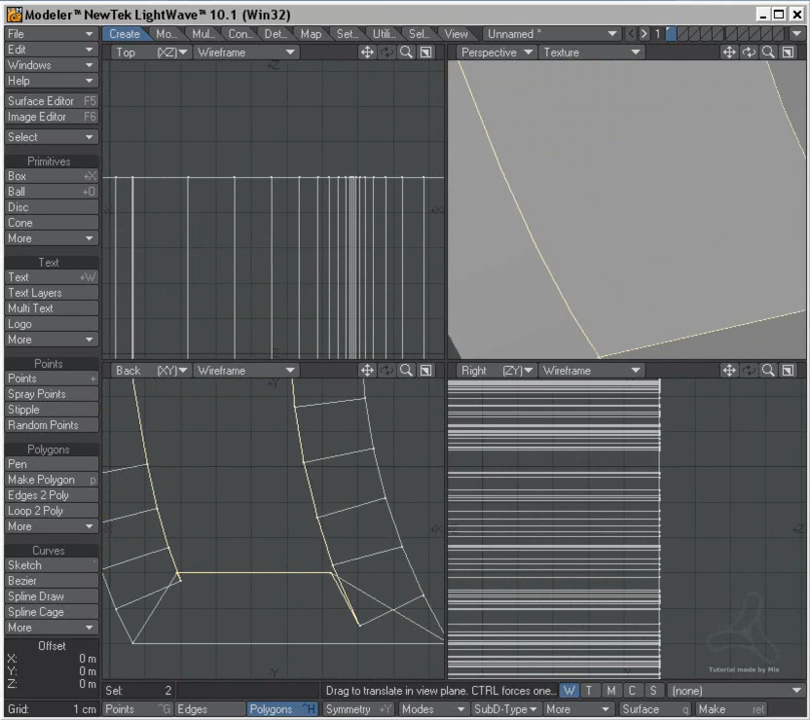 Modeler™ NewTek LightWave™ 10.1 (Win32)
File
Edit
Windows
Help
Surface Editor F5
Image Editor F6
Select
Primitives
Box +X
Ball +O
Disc
Cone
More
Text
Text +W
Text Layers
Multi Text
Logo
More
Points
Points +
Spray Points
Stipple
Random Points
Polygons
Pen
Make Polygon p
Edges 2 Poly
Loop 2 Poly
More
Curves
Sketch
Bezier
Spline Draw
Spline Cage
More
Offset
X: 0 m
Y: 0 m
Z: 0 m
Grid: 1 cm
Create Mo... Mul... Con... Det... Map Set... Utili... Sel... View Unnamed * < > 1
Top (XZ) Wireframe
+Z
Perspective Texture
Back (XY) Wireframe
+Y
-Y
Right (ZY) Wireframe
Tutorial made by Mis
Sel: 2 Drag to translate in view plane. CTRL forces one... W T M C S (none)
Points ^G Edges Polygons ^H Symmetry +Y Modes SubD-Type More Surface q Make ret